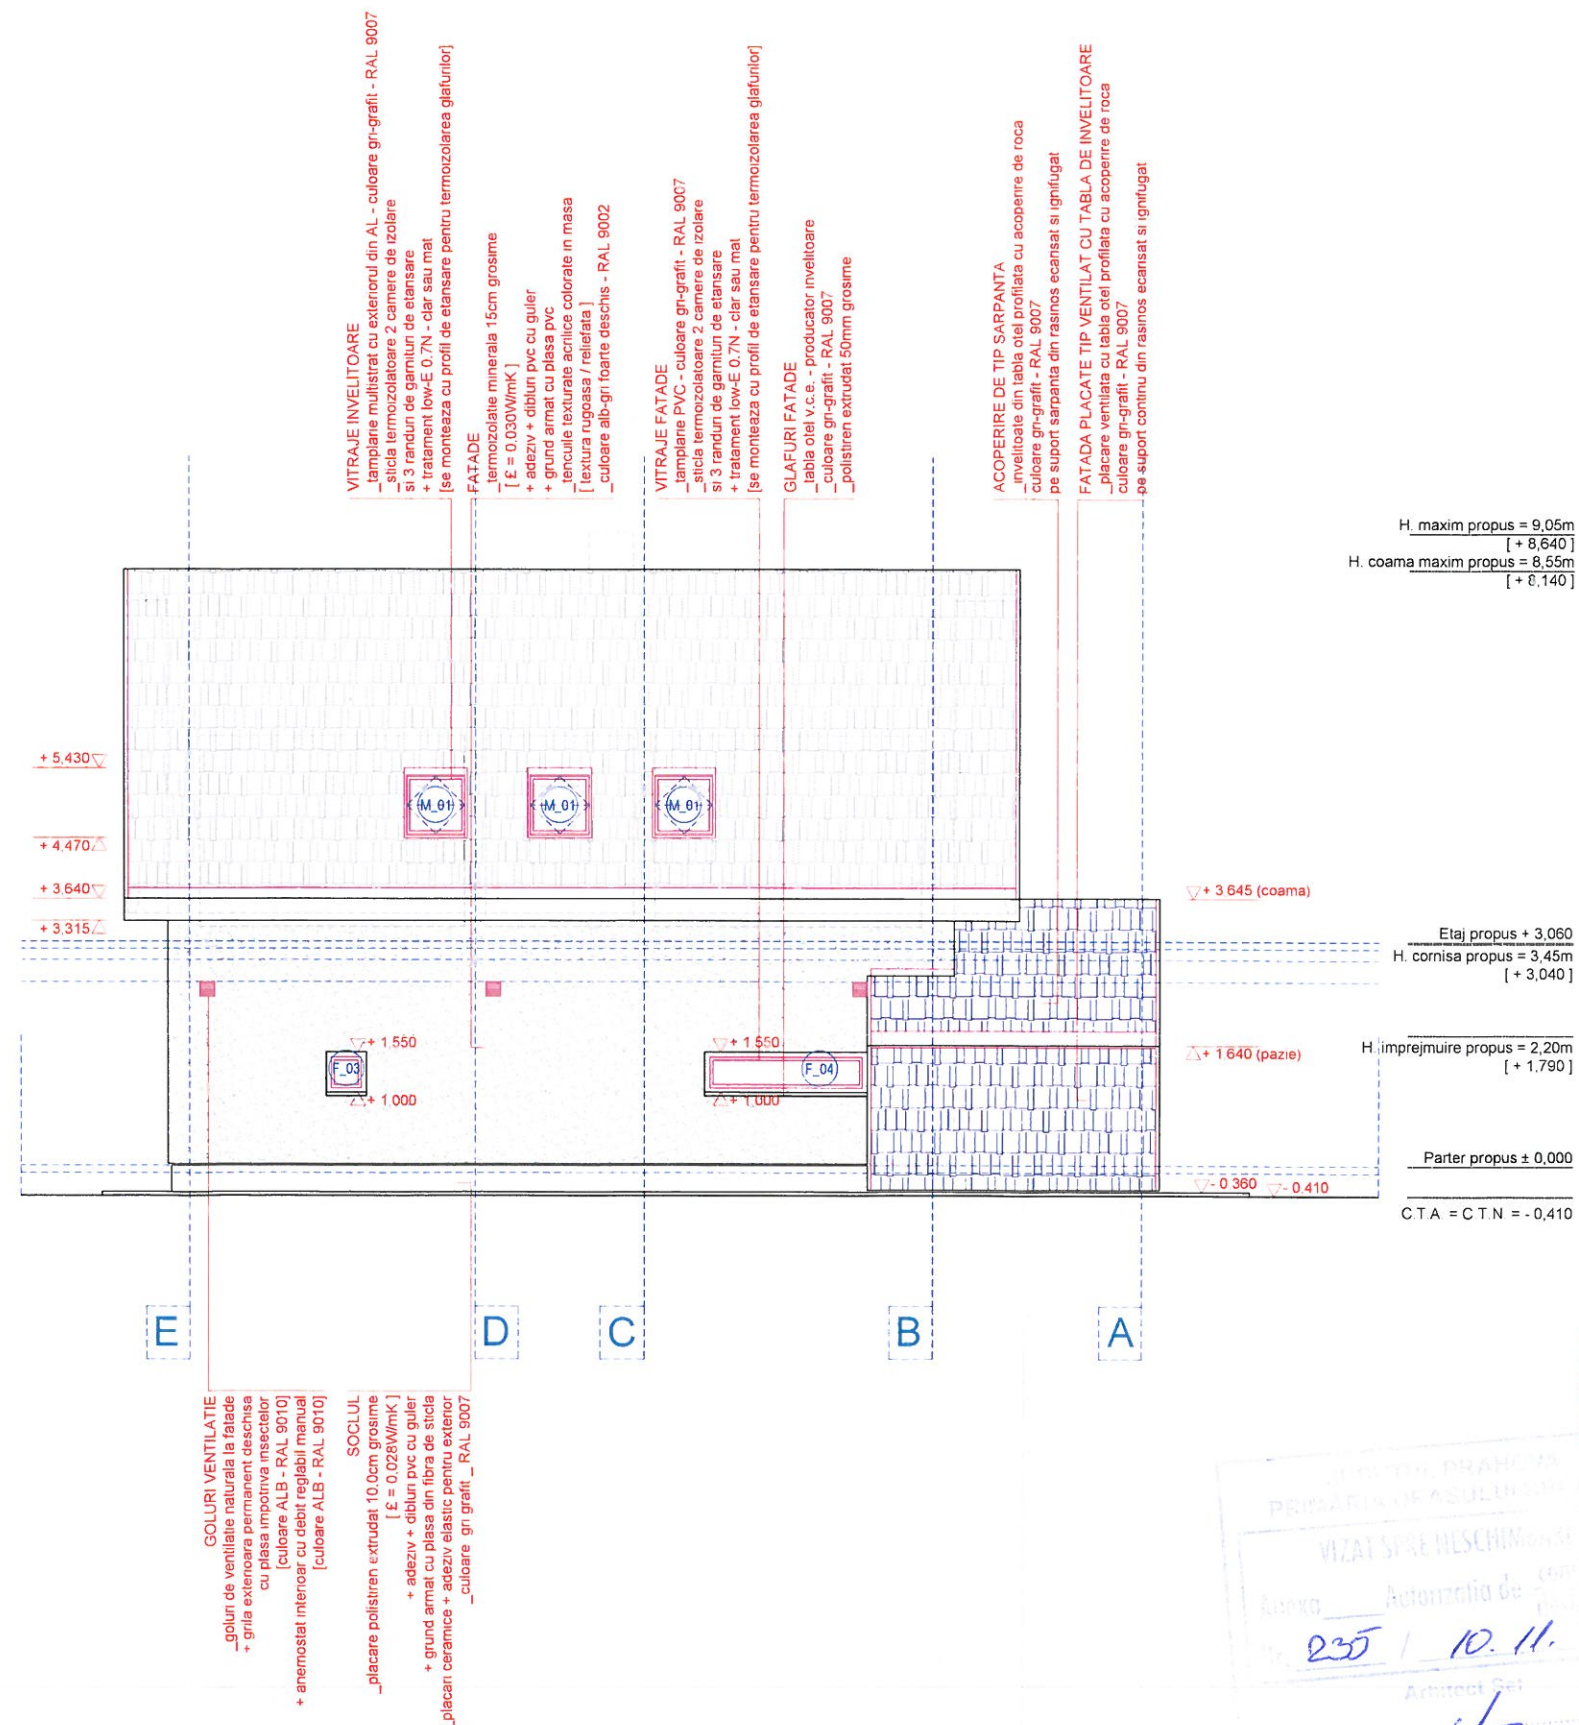 VITRAJE INVELITOARE
_tamplarie multistrat cu exteriorul din AL - culoare gri-grafit - RAL 9007
_sticla termoizolatoare 2 camere de izolare
si 3 randuri de garnituri de etansare
+ tratament low-E 0.7N - clar sau mat
[se monteaza cu profil de etansare pentru termoizolarea glafurilor]
FATADE
_termoizolatie minerala 15cm grosime
[ £ = 0,030W/mK ]
+ adeziv + dibluri pvc cu guler
+ grund armat cu plasa pvc
_tencuile texturate acrilice colorate in masa
[textura rugoasa / reliefata ]
_culoare alb-gri foarte deschis - RAL 9002
VITRAJE FATADE
_tamplarie PVC - culoare gri-grafit - RAL 9007
_sticla termoizolatoare 2 camere de izolare
si 3 randuri de garnituri de etansare
+ tratament low-E 0.7N - clar sau mat
[se monteaza cu profil de etansare pentru termoizolarea glafurilor]
GLAFURI FATADE
_tabla otel v.c.e. - producator invelitoare
_culoare gri-grafit - RAL 9007
_polistiren extrudat 50mm grosime
ACOPERIRE DE TIP SARPANTA
_invelitoate din tabla otel profilata cu acoperire de roca
culoare gri-grafit - RAL 9007
pe suport sarpanta din rasinos ecarisat si ignifugat
FATADA PLACATE TIP VENTILAT CU TABLA DE INVELITOARE
_placare ventilata cu tabla otel profilata cu acoperire de roca
culoare gri-grafit - RAL 9007
pe suport continu din rasinos ecarisat si ignifugat
H. maxim propus = 9,05m
[ + 8,640 ]
H. coama maxim propus = 8,55m
[ + 8,140 ]
+ 5,430
M_01 M_01 M_01
+ 4,470
+ 3,640
+ 3 645 (coama)
+ 3,315
Etaj propus + 3,060
H. cornisa propus = 3,45m
[ + 3,040 ]
+ 1.550 + 1.550
H. imprejmuire propus = 2,20m
+ 1 640 (pazie)
[ + 1,790 ]
F_03 F_04
+ 1,000 + 1,000
Parter propus ± 0,000
- 0 360 - 0.410
C.T.A. = C.T.N. = - 0,410
E D C B A
GOLURI VENTILATIE
_goluri de ventilatie naturala la fatade
+ grila exterioara permanent deschisa
cu plasa impotriva insectelor
[culoare ALB - RAL 9010]
+ anemostat interioar cu debit reglabil manual
[culoare ALB - RAL 9010]
SOCLUL
_placare polistiren extrudat 10.0cm grosime
[ £ = 0.028W/mK ]
+ adeziv + dibluri pvc cu guler
+ grund armat cu plasa din fibra de sticla
_placari ceramice + adeziv elastic pentru exterior
_culoare gri grafit _ RAL 9007
JUDETUL PRAHOVA
PRIMARIA ORASULUI
VIZAT SPRE
Anexa Autorizatia de
Nr. 235 / 10.11.
Arhitect Sef